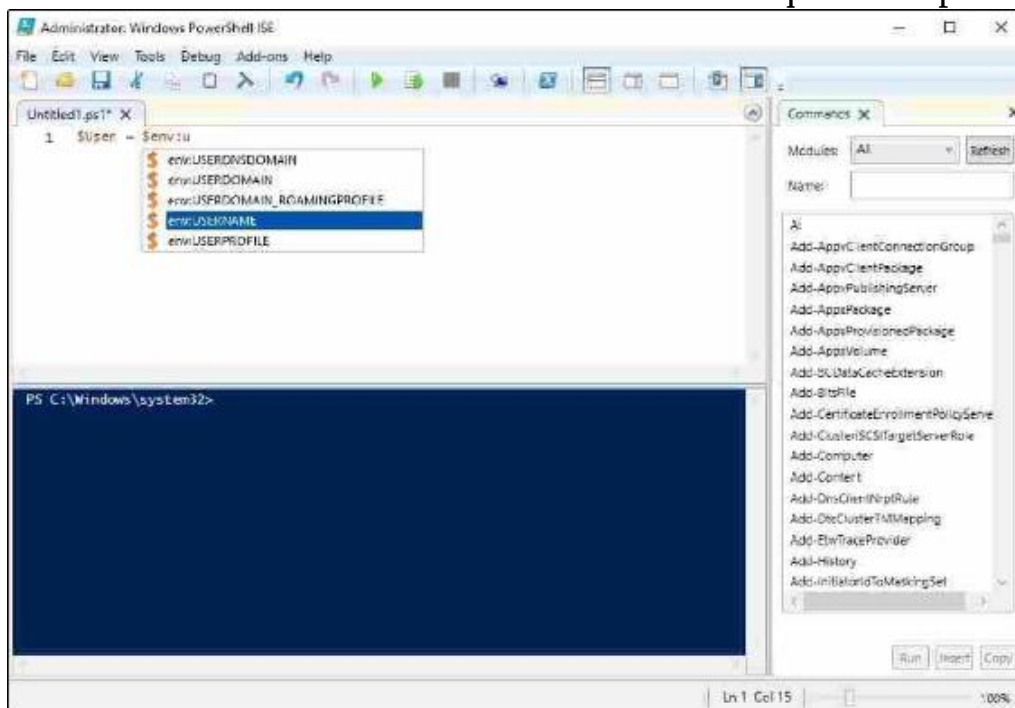 Administrator: Windows PowerShell ISE
File Edit View Tools Debug Add-ons Help
Untitled1.ps1* X
1 $User = $env:u
env:USERDNSDOMAIN
env:USERDOMAIN
env:USERDOMAIN_ROAMINGPROFILE
env:USERNAME
env:USERPROFILE
PS C:\Windows\system32>
Commands X
Modules: All Refresh
Name:
A:
Add-AppvClientConnectionGroup
Add-AppvClientPackage
Add-AppvPublishingServer
Add-AppxPackage
Add-AppxProvisionedPackage
Add-AppxVolume
Add-BCDataCacheExtension
Add-BitsFile
Add-CertificateEnrollmentPolicyServe
Add-ClusteriSCSITargetServerRole
Add-Computer
Add-Content
Add-DnsClientNrptRule
Add-DtcClusterTMMapping
Add-EtwTraceProvider
Add-History
Add-InitiatorIdToMaskingSet
Run Insert Copy
Ln 1 Col 15 100%